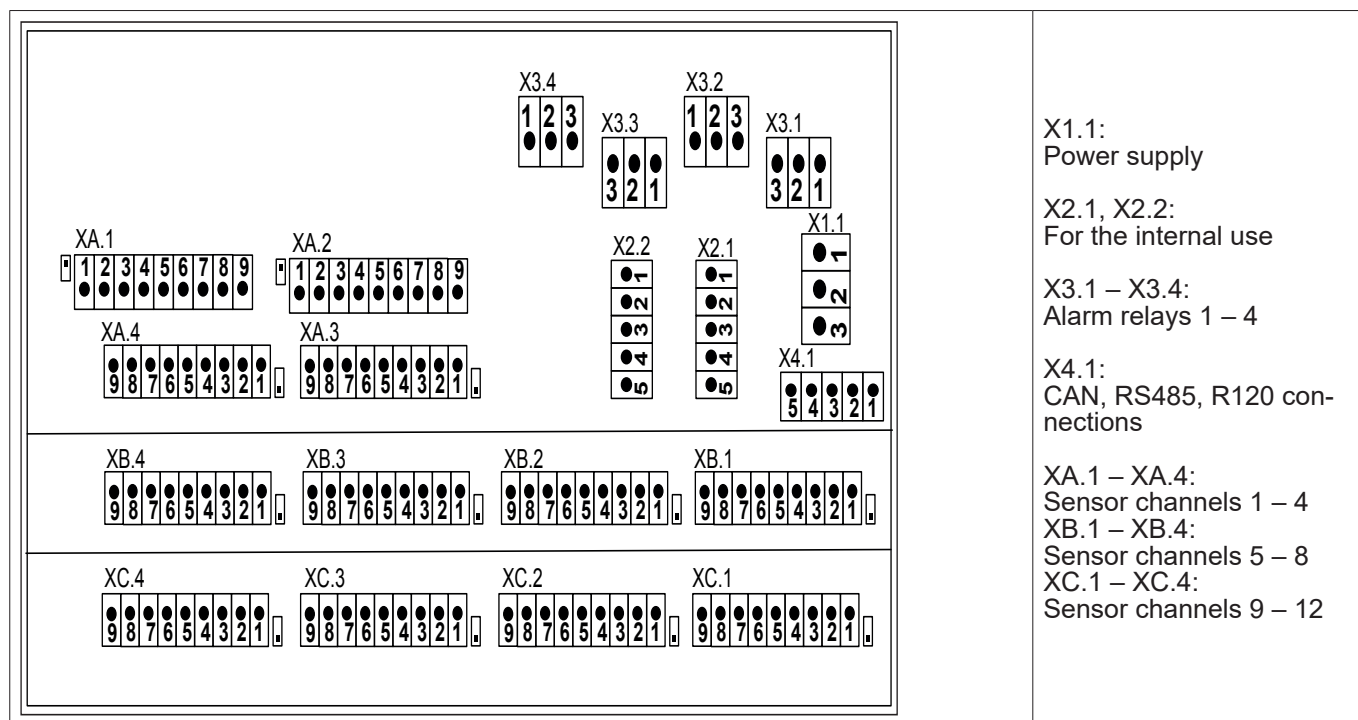 X3.4
1 2 3
X3.3
3 2 1
X3.2
1 2 3
X3.1
3 2 1
XA.1
1 2 3 4 5 6 7 8 9
XA.2
1 2 3 4 5 6 7 8 9
X2.2
1
2
3
4
5
X2.1
1
2
3
4
5
X1.1
1
2
3
XA.4
9 8 7 6 5 4 3 2 1
XA.3
9 8 7 6 5 4 3 2 1
X4.1
5 4 3 2 1
XB.4
9 8 7 6 5 4 3 2 1
XB.3
9 8 7 6 5 4 3 2 1
XB.2
9 8 7 6 5 4 3 2 1
XB.1
9 8 7 6 5 4 3 2 1
XC.4
9 8 7 6 5 4 3 2 1
XC.3
9 8 7 6 5 4 3 2 1
XC.2
9 8 7 6 5 4 3 2 1
XC.1
9 8 7 6 5 4 3 2 1
X1.1:
Power supply
X2.1, X2.2:
For the internal use
X3.1 – X3.4:
Alarm relays 1 – 4
X4.1:
CAN, RS485, R120 con-
nections
XA.1 – XA.4:
Sensor channels 1 – 4
XB.1 – XB.4:
Sensor channels 5 – 8
XC.1 – XC.4:
Sensor channels 9 – 12